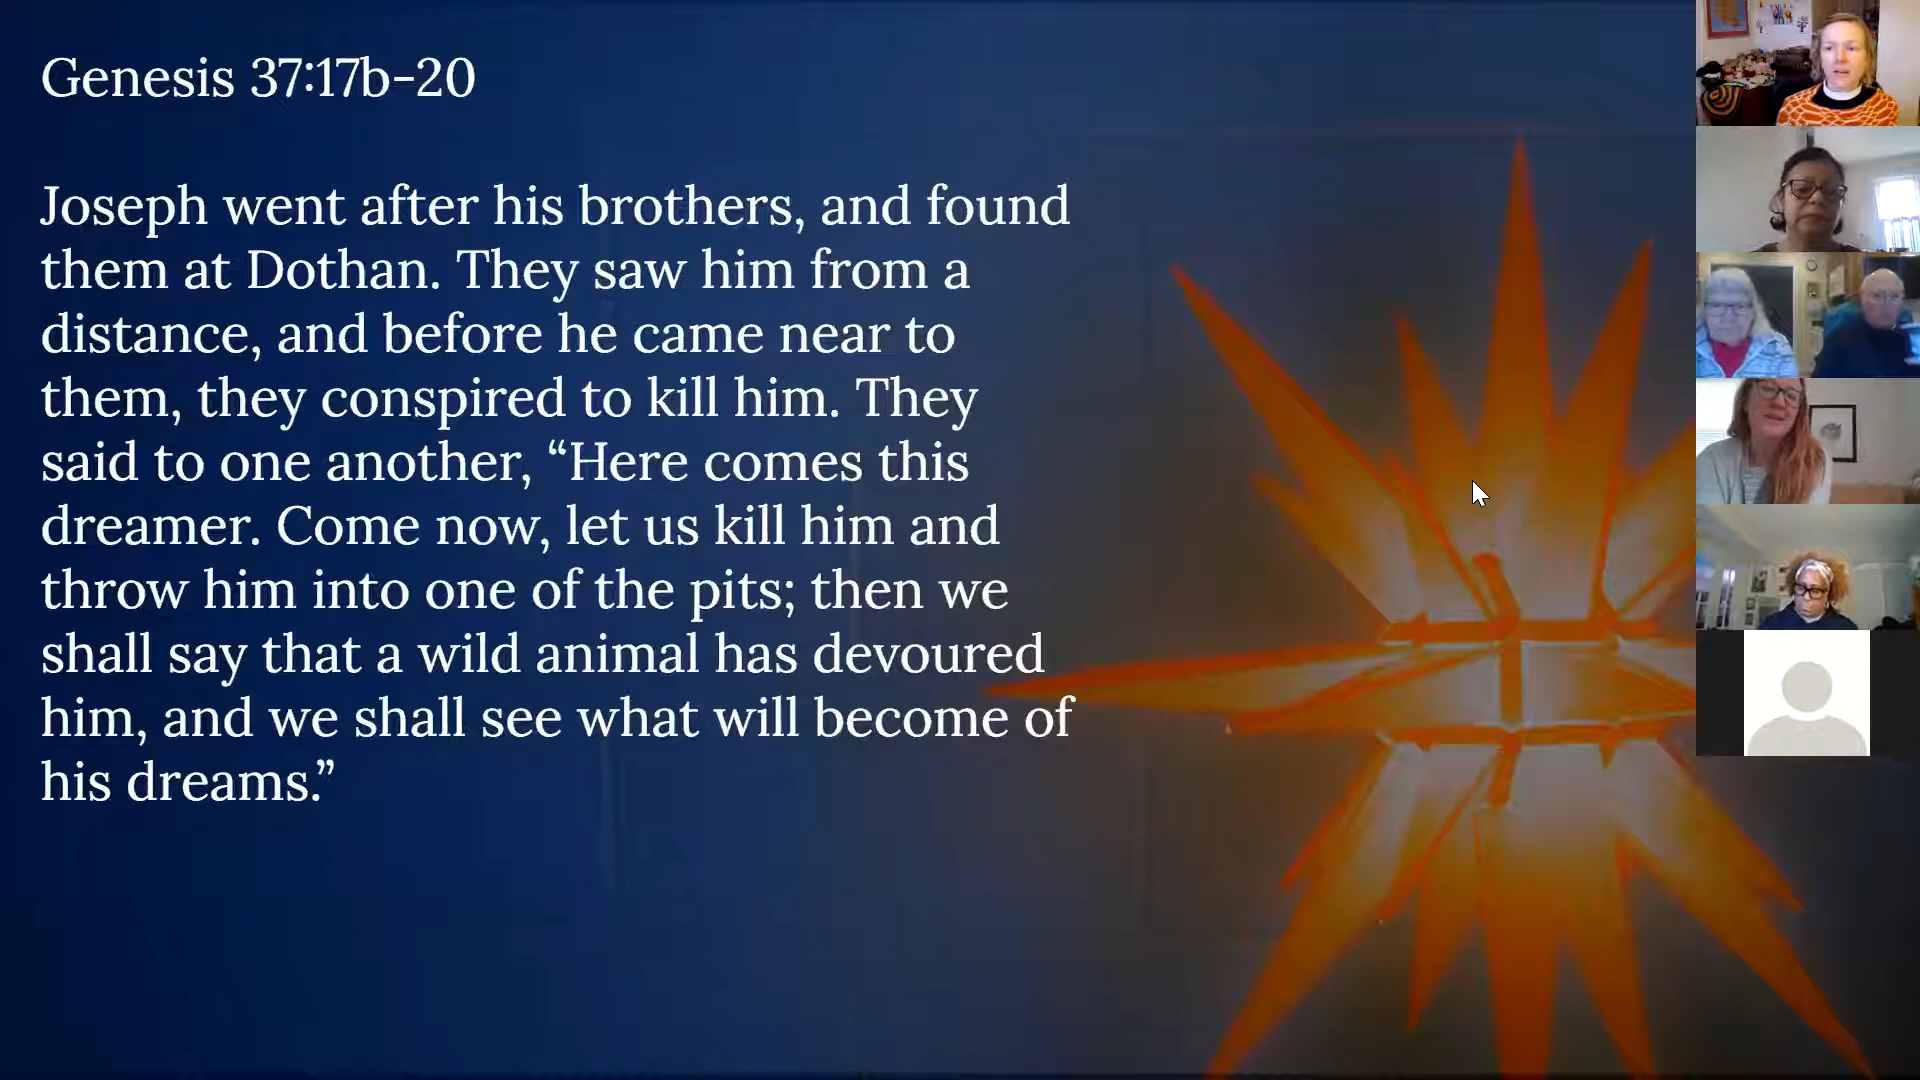 Genesis 37:17b-20
Joseph went after his brothers, and found
them at Dothan. They saw him from a
distance, and before he came near to
them, they conspired to kill him. They
said to one another, “Here comes this
dreamer. Come now, let us kill him and
throw him into one of the pits; then we
shall say that a wild animal has devoured
him, and we shall see what will become of
his dreams.”